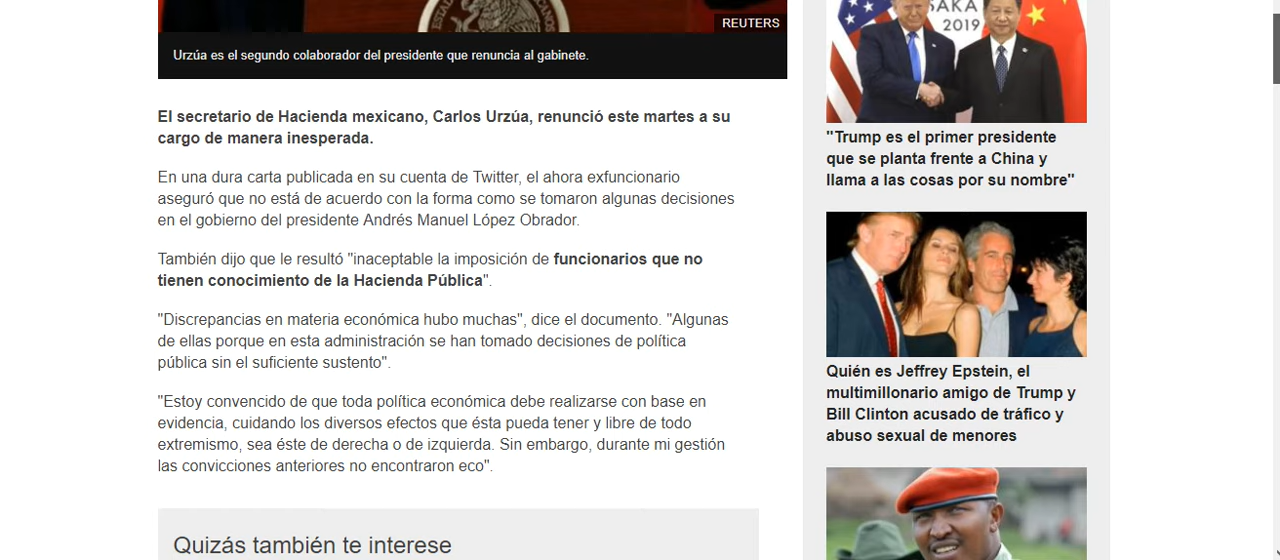 REUTERS
Urzúa es el segundo colaborador del presidente que renuncia al gabinete.
El secretario de Hacienda mexicano, Carlos Urzúa, renunció este martes a su
cargo de manera inesperada.
En una dura carta publicada en su cuenta de Twitter, el ahora exfuncionario
aseguró que no está de acuerdo con la forma como se tomaron algunas decisiones
en el gobierno del presidente Andrés Manuel López Obrador.
También dijo que le resultó "inaceptable la imposición de funcionarios que no
tienen conocimiento de la Hacienda Pública".
"Discrepancias en materia económica hubo muchas", dice el documento. "Algunas
de ellas porque en esta administración se han tomado decisiones de política
pública sin el suficiente sustento".
"Estoy convencido de que toda política económica debe realizarse con base en
evidencia, cuidando los diversos efectos que ésta pueda tener y libre de todo
extremismo, sea éste de derecha o de izquierda. Sin embargo, durante mi gestión
las convicciones anteriores no encontraron eco".
Quizás también te interese
2019
"Trump es el primer presidente
que se planta frente a China y
llama a las cosas por su nombre"
Quién es Jeffrey Epstein, el
multimillonario amigo de Trump y
Bill Clinton acusado de tráfico y
abuso sexual de menores